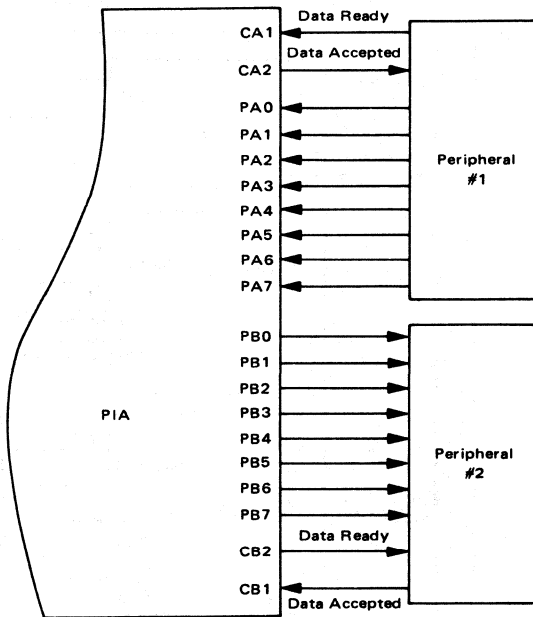 Data Ready
CA1
Data Accepted
CA2
PA0
PA1
PA2
PA3
PA4
PA5
PA6
PA7
Peripheral
#1
PB0
PB1
PB2
PB3
PB4
PB5
PB6
PB7
PIA
Peripheral
#2
Data Ready
CB2
CB1
Data Accepted